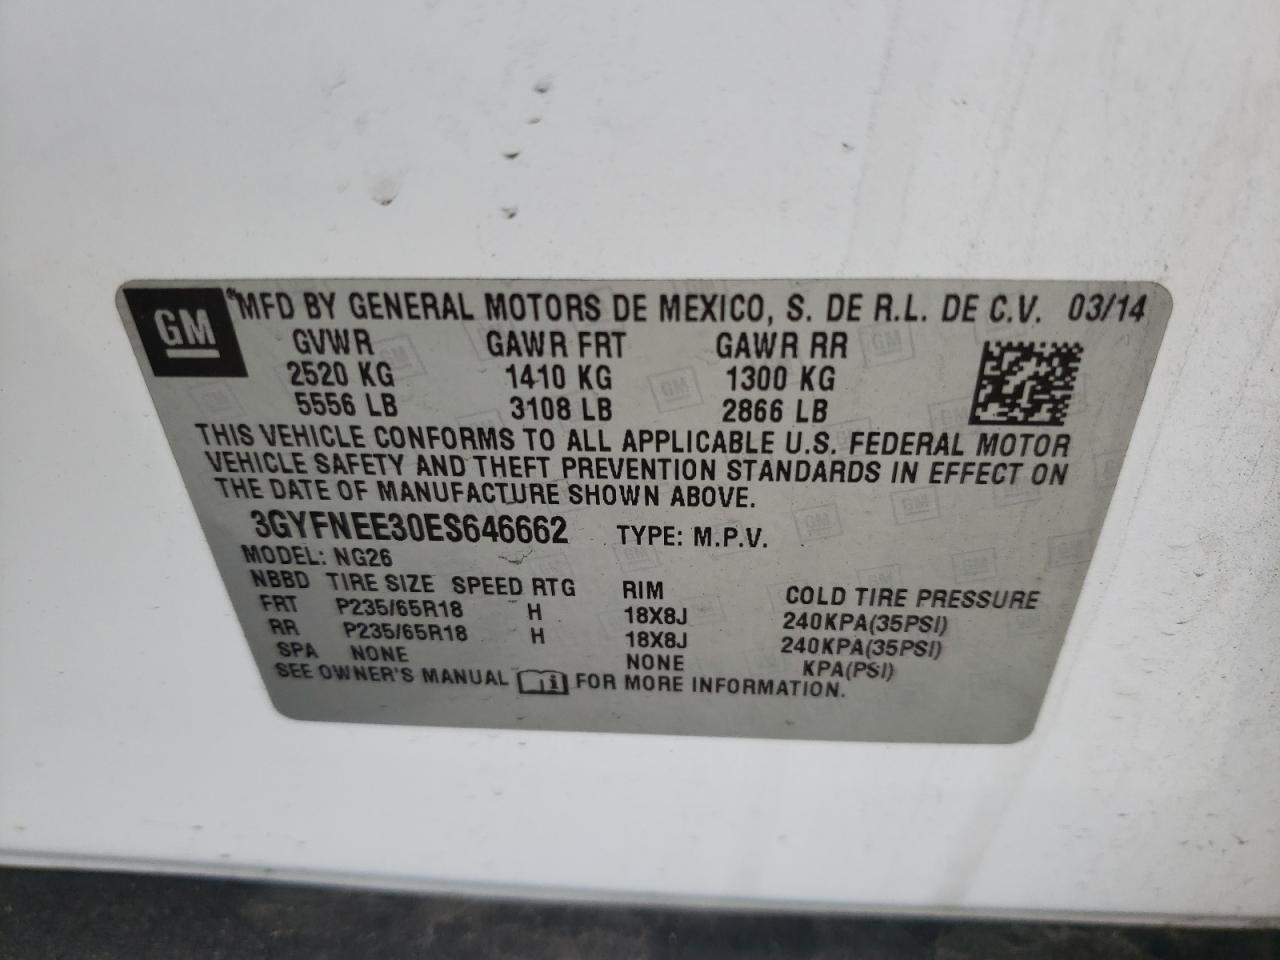 GM MFD BY GENERAL MOTORS DE MEXICO, S. DE R.L. DE C.V. 03/14
GVWR GAWR FRT GAWR RR
2520 KG 1410 KG 1300 KG
5556 LB 3108 LB 2866 LB
THIS VEHICLE CONFORMS TO ALL APPLICABLE U.S. FEDERAL MOTOR
VEHICLE SAFETY AND THEFT PREVENTION STANDARDS IN EFFECT ON
THE DATE OF MANUFACTURE SHOWN ABOVE.
3GYFNEE30ES646662 TYPE: M.P.V.
MODEL: NG26
NBBD TIRE SIZE SPEED RTG RIM COLD TIRE PRESSURE
FRT P235/65R18 H 18X8J 240KPA(35PSI)
RR P235/65R18 H 18X8J 240KPA(35PSI)
SPA NONE NONE KPA(PSI)
SEE OWNER'S MANUAL i FOR MORE INFORMATION.